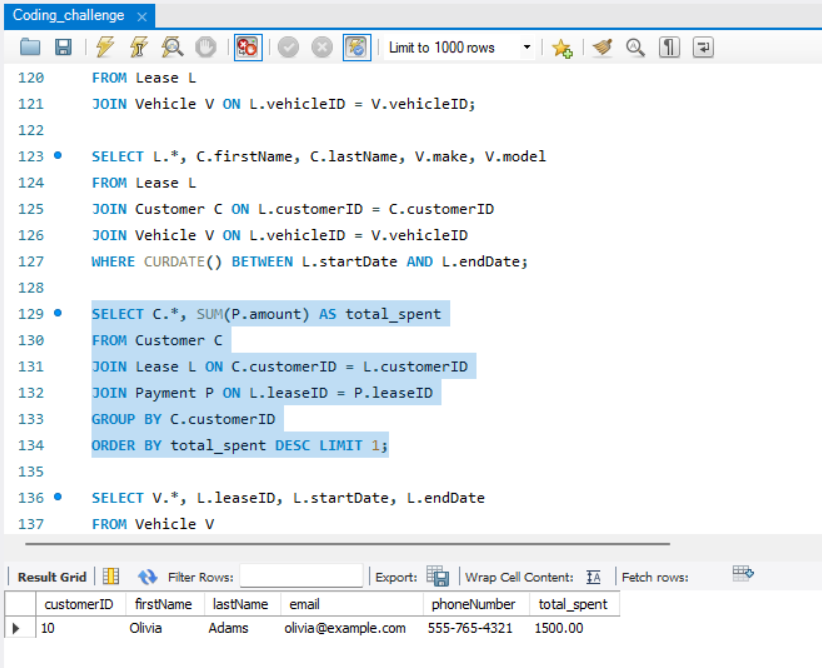 Coding_challenge ×
Limit to 1000 rows
120 FROM Lease L
121 JOIN Vehicle V ON L.vehicleID = V.vehicleID;
122
123 SELECT L.*, C.firstName, C.lastName, V.make, V.model
124 FROM Lease L
125 JOIN Customer C ON L.customerID = C.customerID
126 JOIN Vehicle V ON L.vehicleID = V.vehicleID
127 WHERE CURDATE() BETWEEN L.startDate AND L.endDate;
128
129 SELECT C.*, SUM(P.amount) AS total_spent
130 FROM Customer C
131 JOIN Lease L ON C.customerID = L.customerID
132 JOIN Payment P ON L.leaseID = P.leaseID
133 GROUP BY C.customerID
134 ORDER BY total_spent DESC LIMIT 1;
135
136 SELECT V.*, L.leaseID, L.startDate, L.endDate
137 FROM Vehicle V
Result Grid Filter Rows: Export: Wrap Cell Content: IA Fetch rows:
customerID firstName lastName email phoneNumber total_spent
10 Olivia Adams olivia@example.com 555-765-4321 1500.00